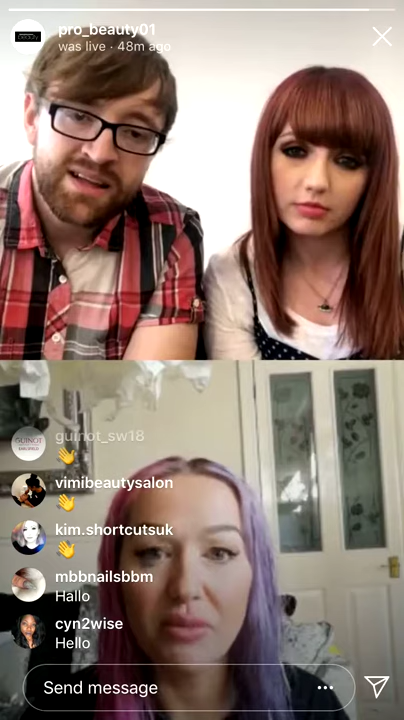 pro_beauty01
was live · 48m ago
guinot_sw18
👋
vimibeautysalon
👋
kim.shortcutsuk
👋
mbbnailsbbm
Hallo
cyn2wise
Hello
Send message